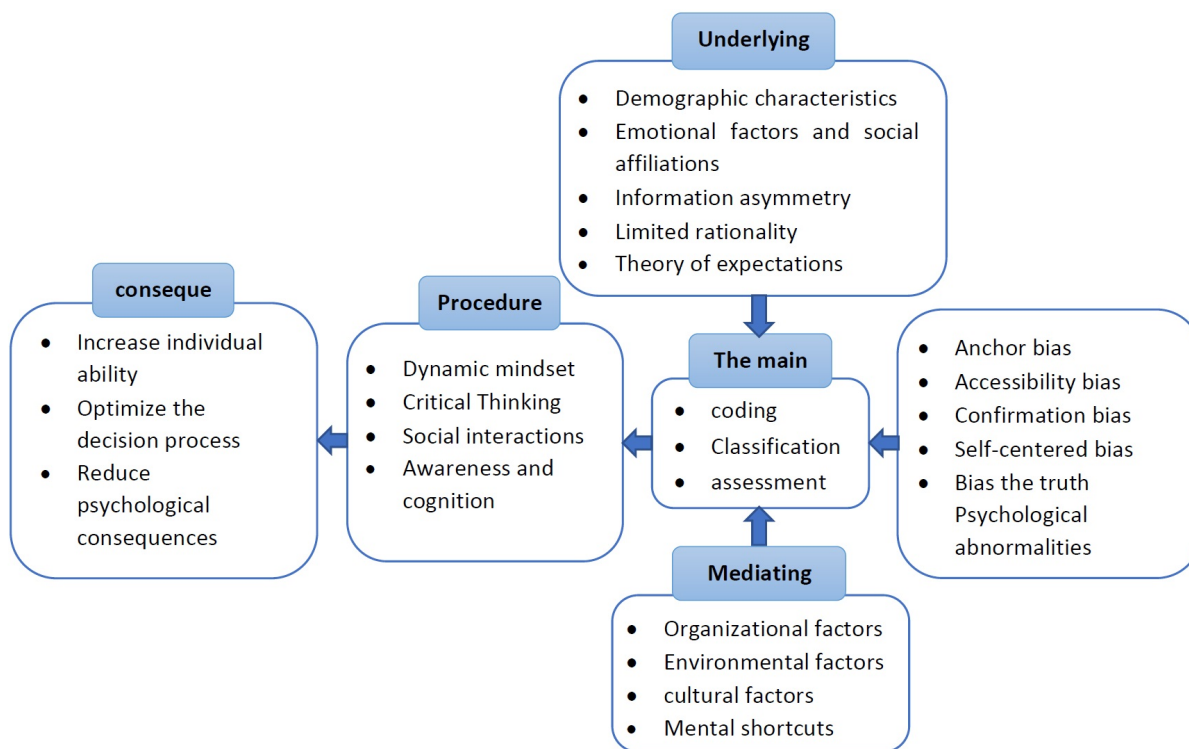 Underlying
Demographic characteristics
Emotional factors and social
affiliations
Information asymmetry
Limited rationality
Theory of expectations
conseque
Increase individual
ability
Optimize the
decision process
Reduce
psychological
consequences
Procedure
Dynamic mindset
Critical Thinking
Social interactions
Awareness and
cognition
The main
coding
Classification
assessment
Anchor bias
Accessibility bias
Confirmation bias
Self-centered bias
Bias the truth
Psychological
abnormalities
Mediating
Organizational factors
Environmental factors
cultural factors
Mental shortcuts